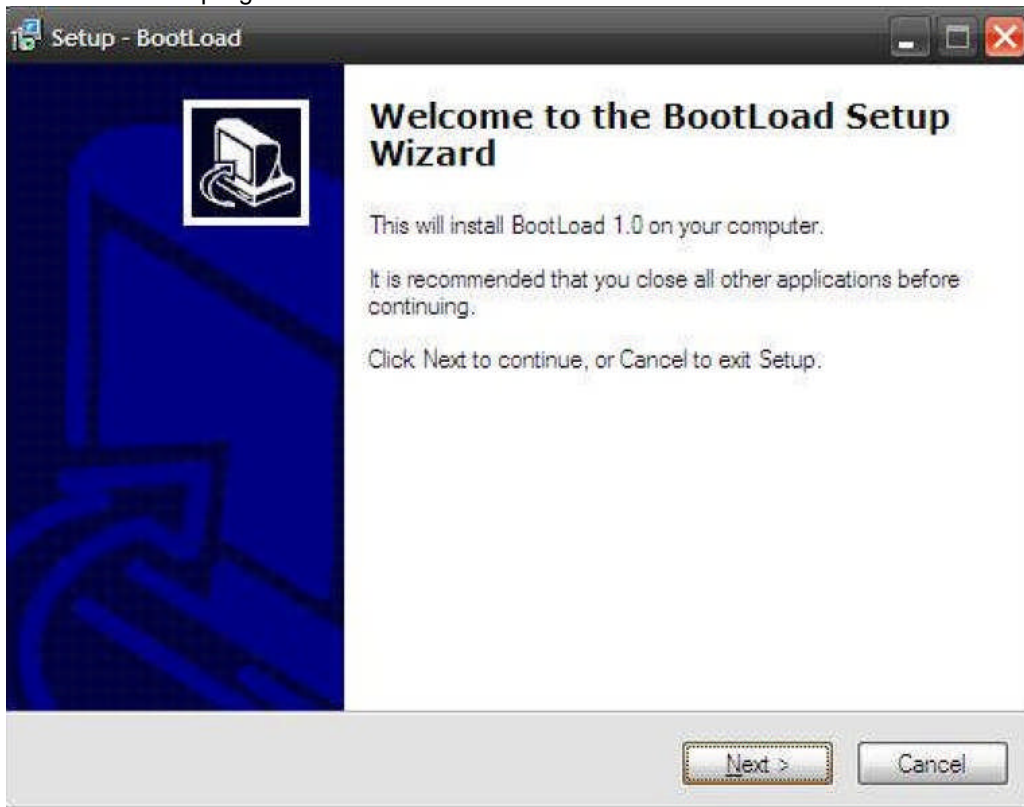 Setup - BootLoad
Welcome to the BootLoad Setup
Wizard
This will install BootLoad 1.0 on your computer.
It is recommended that you close all other applications before
continuing.
Click Next to continue, or Cancel to exit Setup.
Next >
Cancel